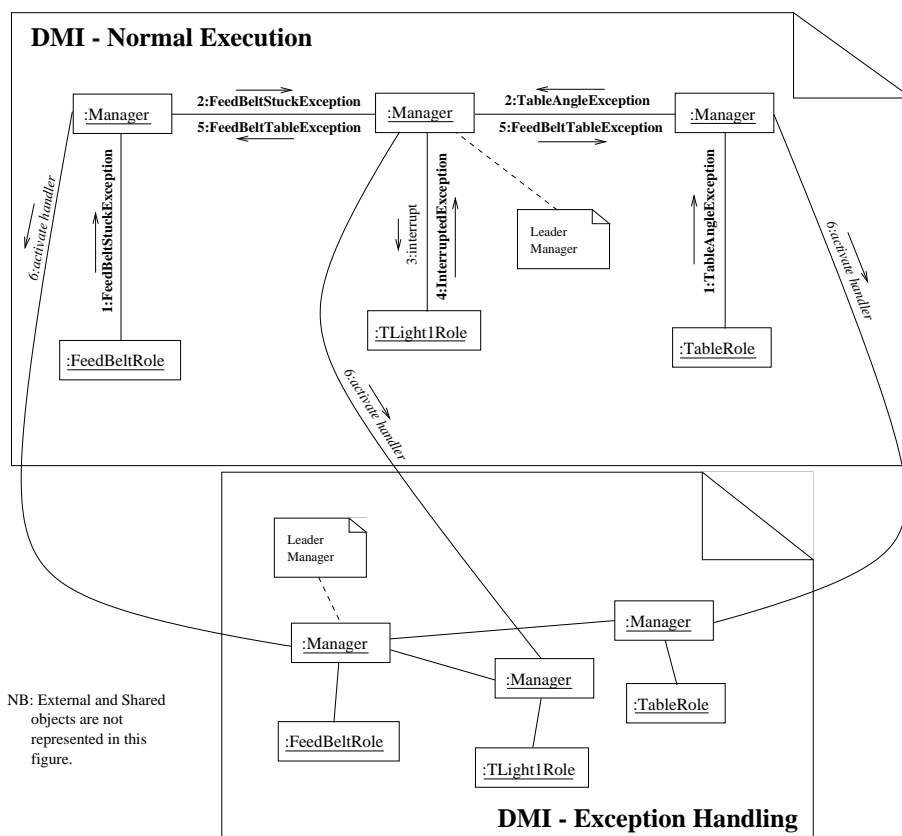 DMI - Normal Execution
2:FeedBeltStuckException
2:TableAngleException
:Manager
:Manager
:Manager
5:FeedBeltTableException
5:FeedBeltTableException
6:activate handler
1:FeedBeltStuckException
3:interrupt
4:InterruptedException
Leader
Manager
1:TableAngleException
6:activate handler
:FeedBeltRole
:TLight1Role
:TableRole
6:activate handler
Leader
Manager
:Manager
:Manager
:Manager
:TableRole
NB: External and Shared
objects are not
represented in this
figure.
:FeedBeltRole
:TLight1Role
DMI - Exception Handling